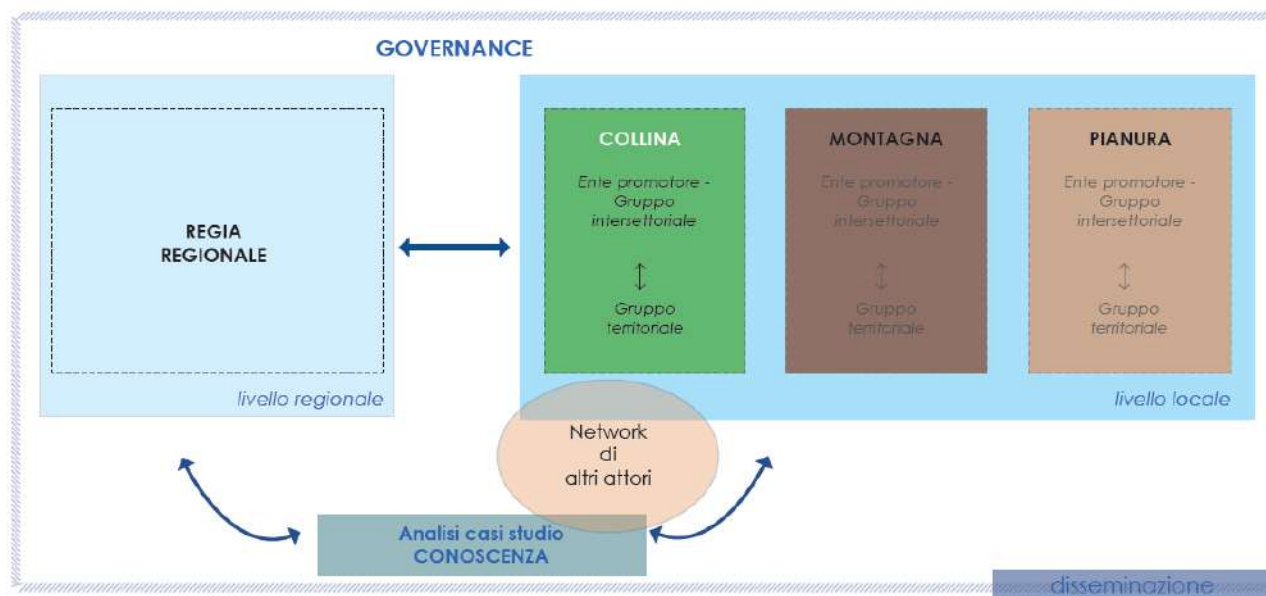 GOVERNANCE
REGIA
REGIONALE
livello regionale
COLLINA
Ente promotore -
Gruppo
intersettoriale
Gruppo
territoriale
MONTAGNA
Ente promotore -
Gruppo
intersettoriale
Gruppo
territoriale
PIANURA
Ente promotore -
Gruppo
intersettoriale
Gruppo
territoriale
livello locale
Network
di
altri attori
Analisi casi studio
CONOSCENZA
disseminazione